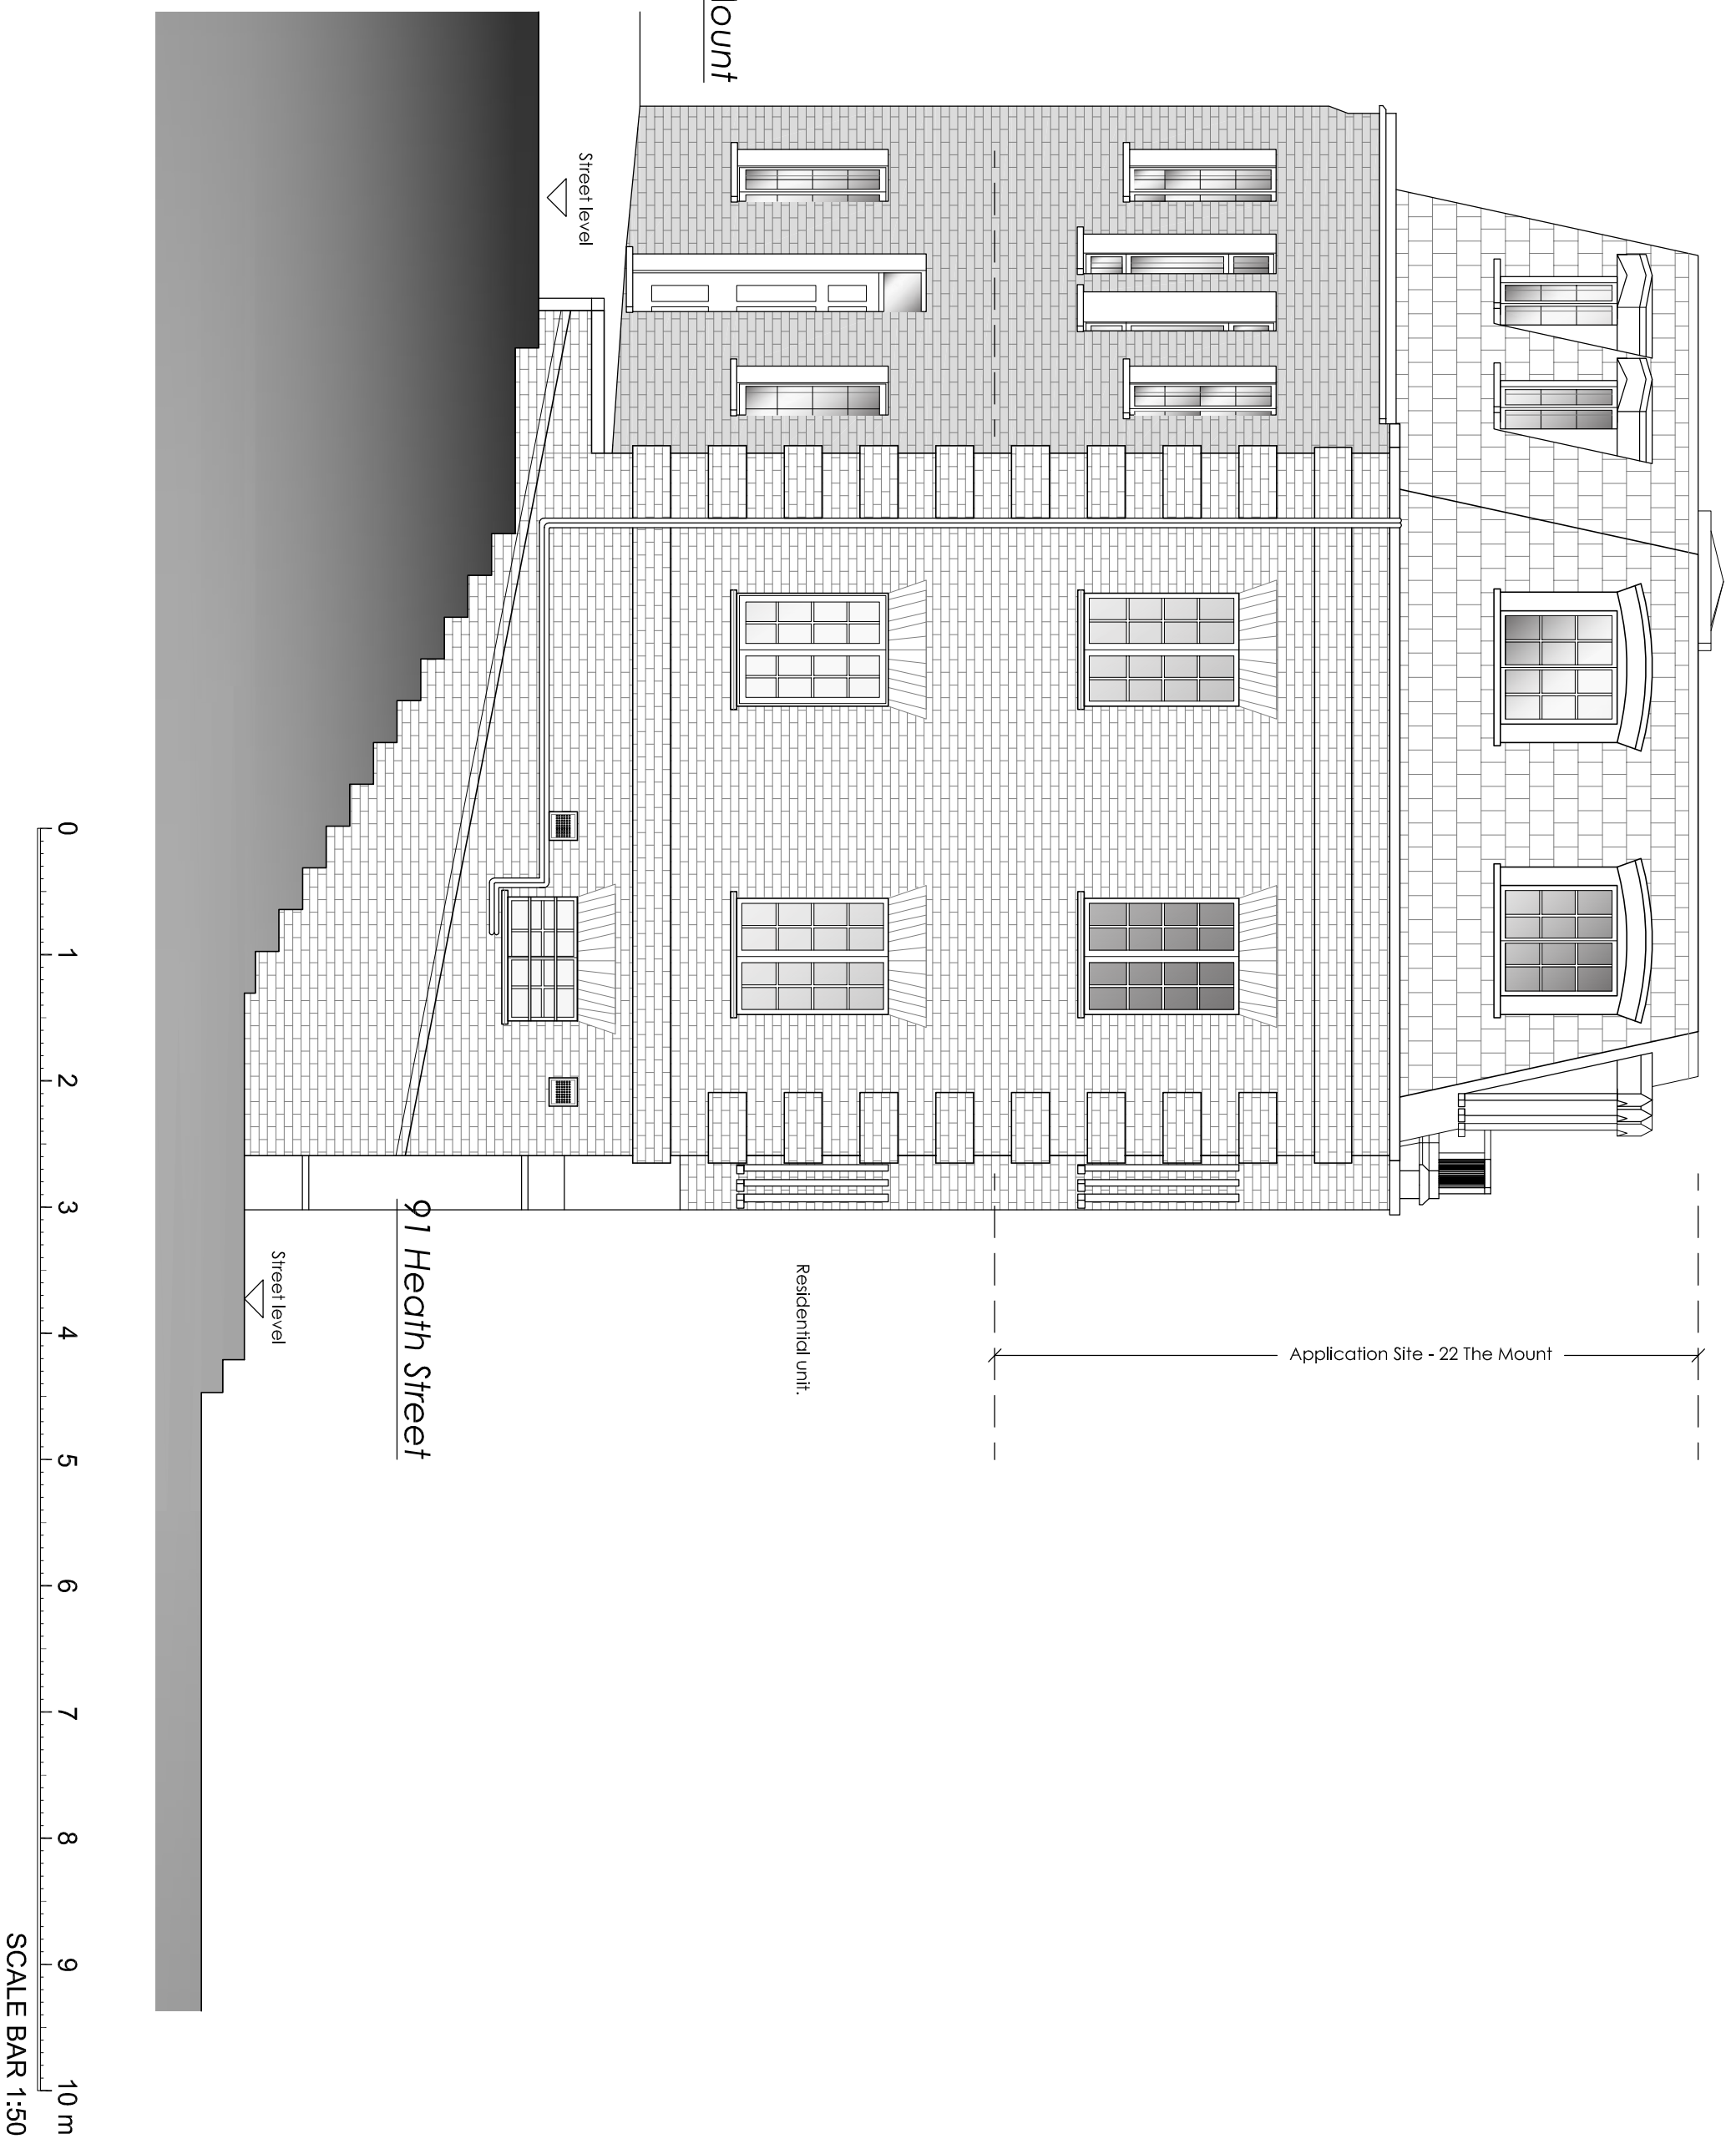 Street level
Application Site - 22 The Mount
Residential unit.
91 Heath Street
Street level
0 1 2 3 4 5 6 7 8 9 10 m
SCALE BAR 1:50